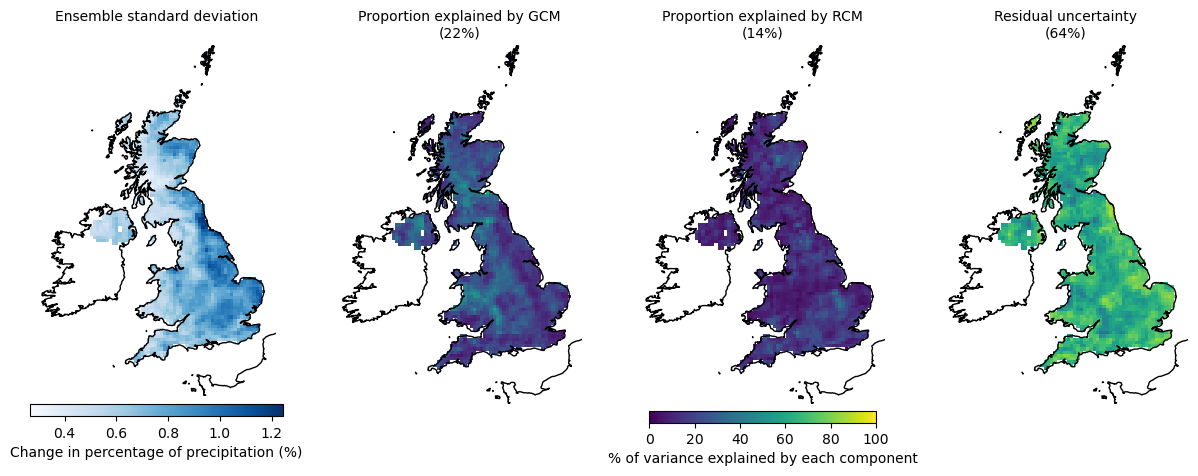 Ensemble standard deviation
Proportion explained by GCM
(22%)
Proportion explained by RCM
(14%)
Residual uncertainty
(64%)
0.4 0.6 0.8 1.0 1.2
Change in percentage of precipitation (%)
0 20 40 60 80 100
% of variance explained by each component